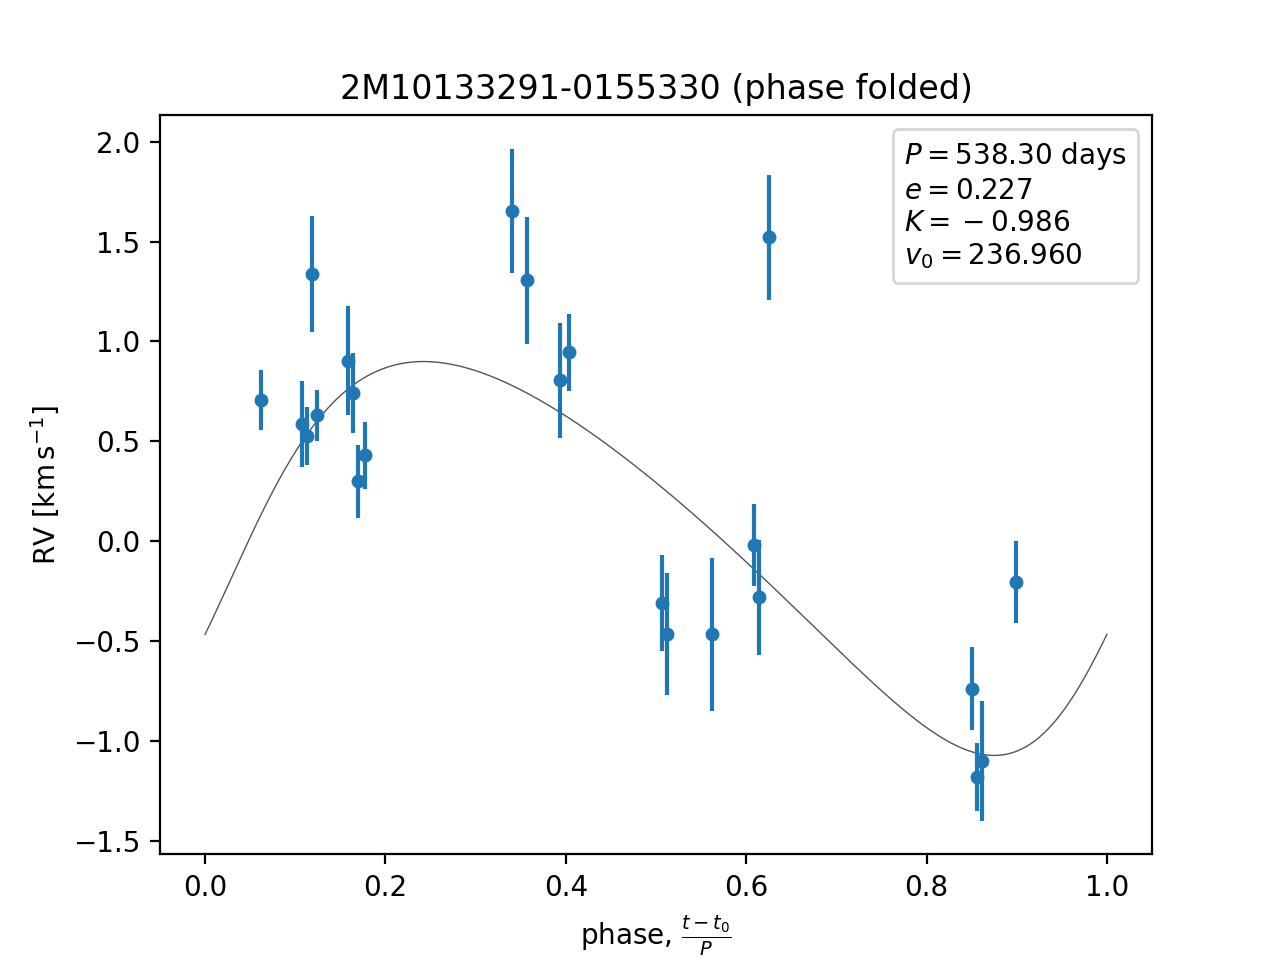 2M10133291-0155330 (phase folded)
P = 538.30 days
e = 0.227
K = −0.986
v₀ = 236.960
RV [km s⁻¹]
2.0
1.5
1.0
0.5
0.0
−0.5
−1.0
−1.5
0.0 0.2 0.4 0.6 0.8 1.0
phase, (t − t₀)/P